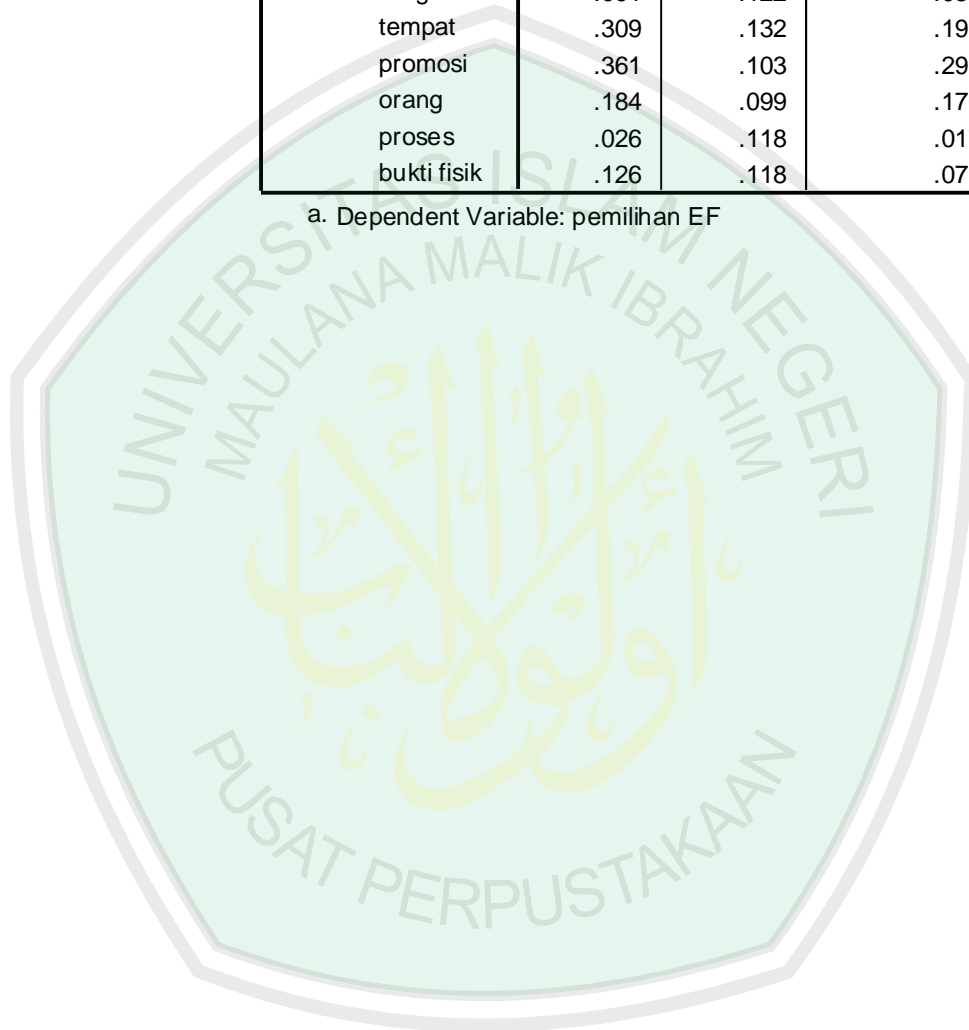 tempat .309 .132 .19
promosi .361 .103 .29
orang .184 .099 .17
proses .026 .118 .01
bukti fisik .126 .118 .07
a. Dependent Variable: pemilihan EF
UNIVERSITAS ISLAM NEGERI
MAULANA MALIK IBRAHIM
PUSAT PERPUSTAKAAN